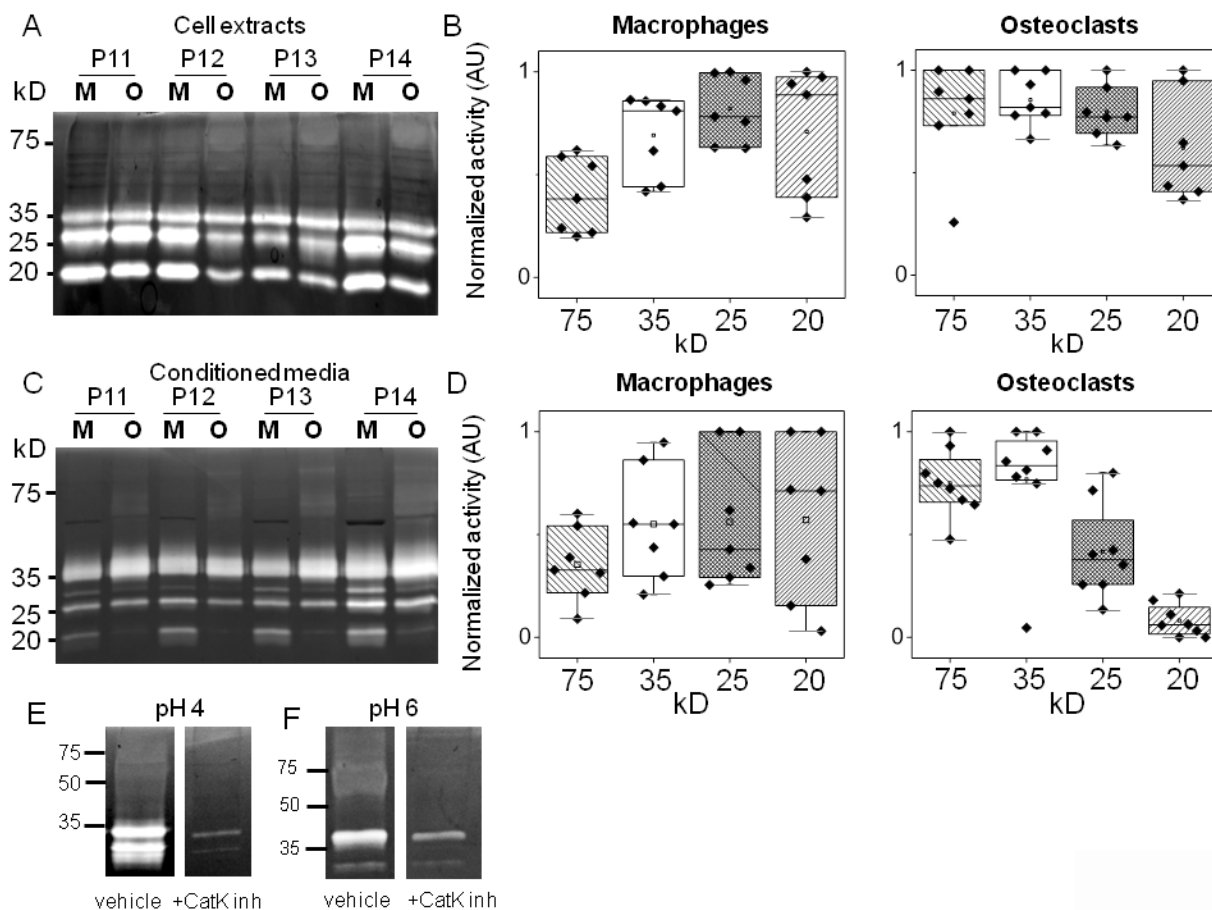 A
Cell extracts
P11 P12 P13 P14
kD M O M O M O M O
75
35
25
20
B
Macrophages
Osteoclasts
Normalized activity (AU)
1
0
75 35 25 20
kD
1
0
75 35 25 20
kD
C
Conditioned media
P11 P12 P13 P14
kD M O M O M O M O
75
35
25
20
D
Macrophages
Osteoclasts
Normalized activity (AU)
1
0
75 35 25 20
kD
1
0
75 35 25 20
kD
E
pH 4
75
50
35
vehicle +CatK inh
F
pH 6
75
50
35
vehicle +CatK inh